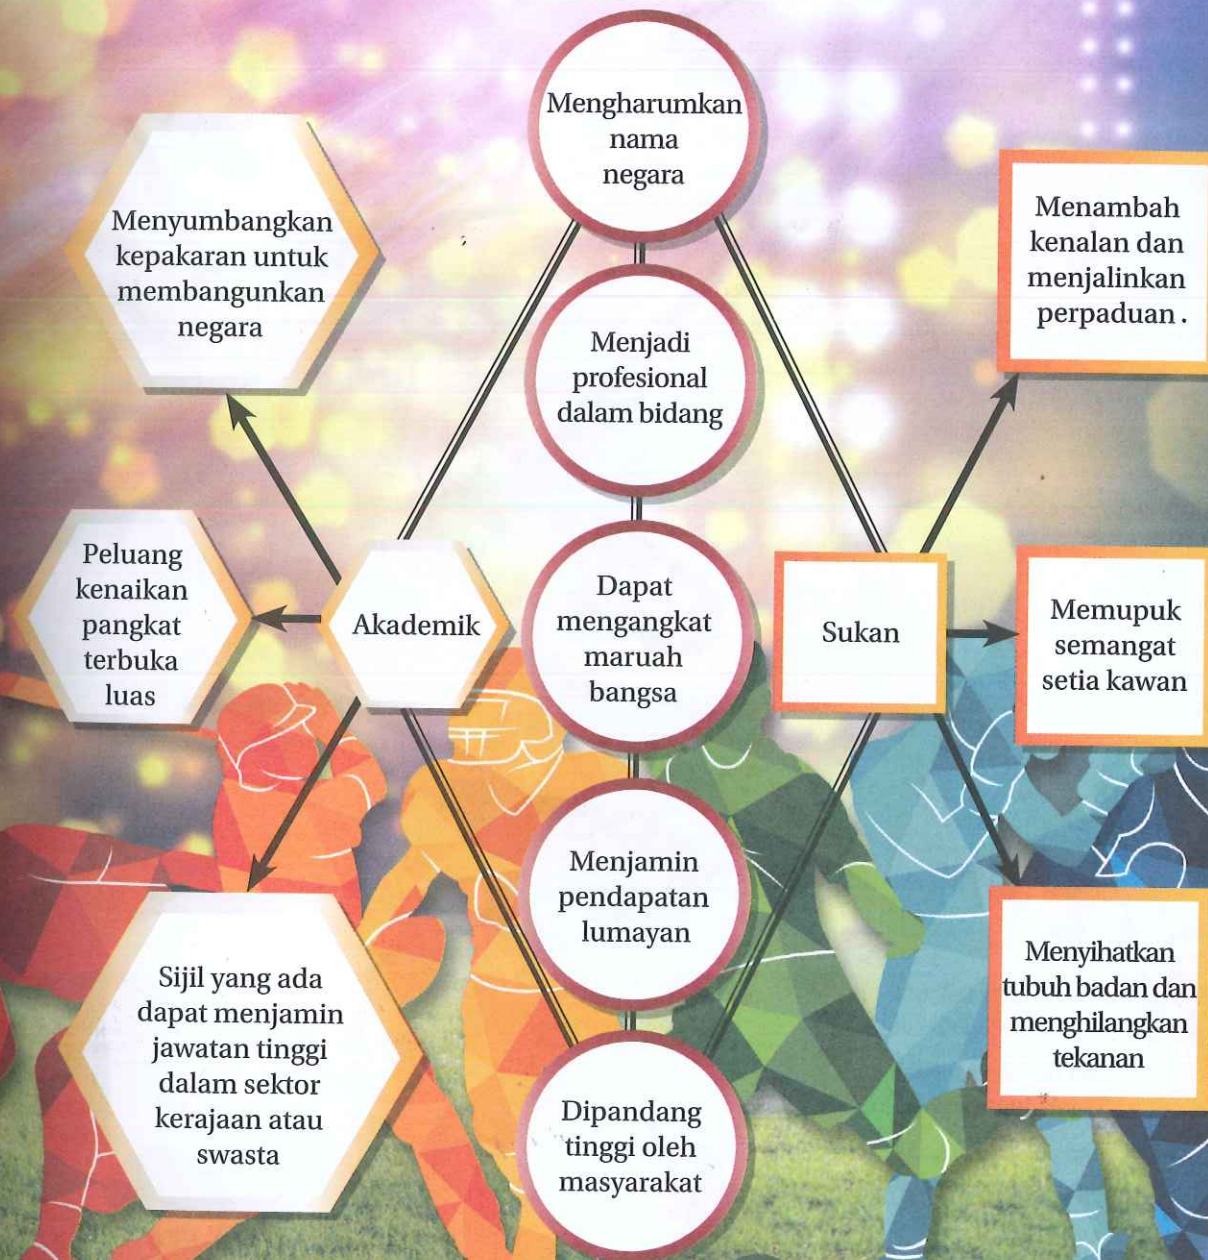 Mengharumkan
nama
negara
Menyumbangkan
kepakaran untuk
membangunkan
negara
Menambah
kenalan dan
menjalinkan
perpaduan .
Menjadi
profesional
dalam bidang
Peluang
kenaikan
pangkat
terbuka
luas
Akademik
Dapat
mengangkat
maruah
bangsa
Sukan
Memupuk
semangat
setia kawan
Menjamin
pendapatan
lumayan
Sijil yang ada
dapat menjamin
jawatan tinggi
dalam sektor
kerajaan atau
swasta
Menyihatkan
tubuh badan dan
menghilangkan
tekanan
Dipandang
tinggi oleh
masyarakat